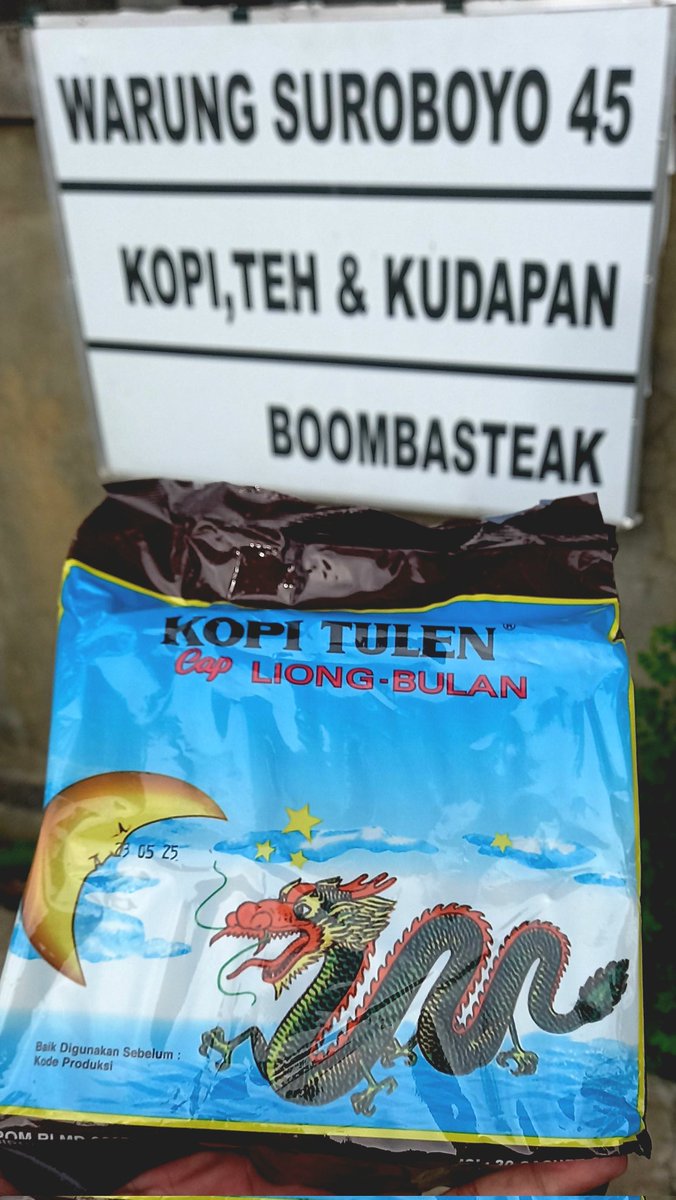 WARUNG SUROBOYO 45
KOPI,TEH & KUDAPAN
BOOMBASTEAK
KOPI TULEN®
Cap LIONG-BULAN
23 05 25
Baik Digunakan Sebelum :
Kode Produksi